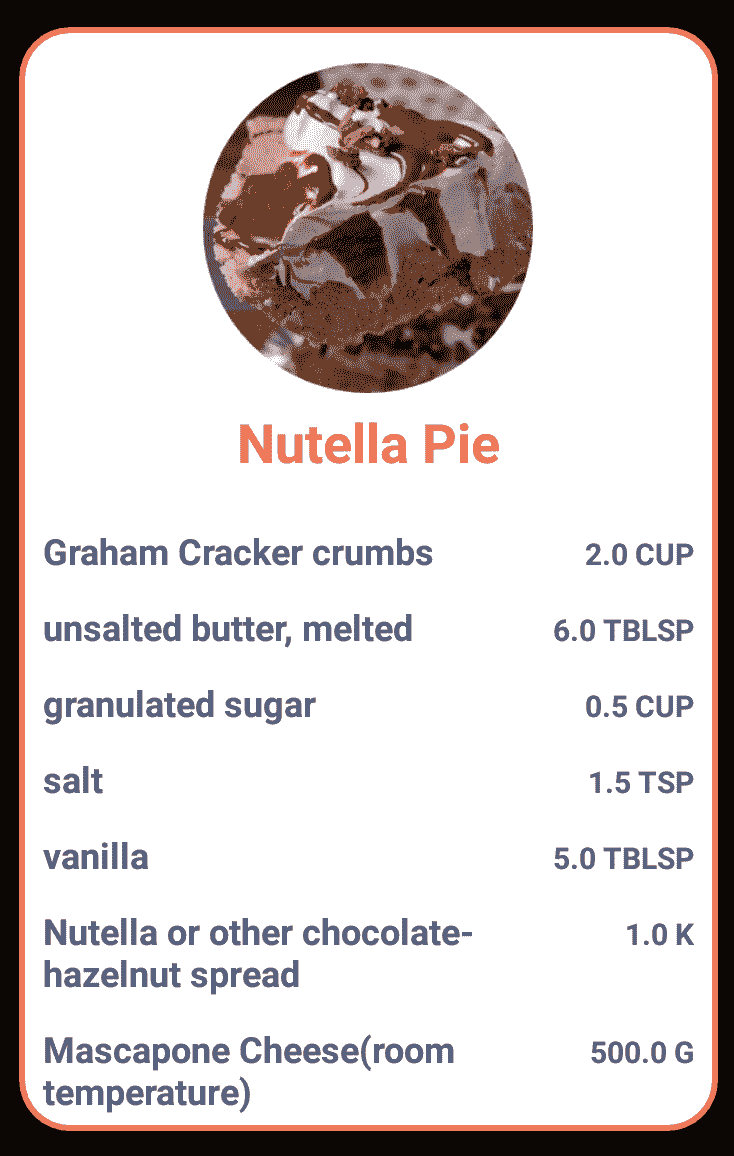 Nutella Pie
Graham Cracker crumbs 2.0 CUP
unsalted butter, melted 6.0 TBLSP
granulated sugar 0.5 CUP
salt 1.5 TSP
vanilla 5.0 TBLSP
Nutella or other chocolate- 1.0 K
hazelnut spread
Mascapone Cheese(room 500.0 G
temperature)